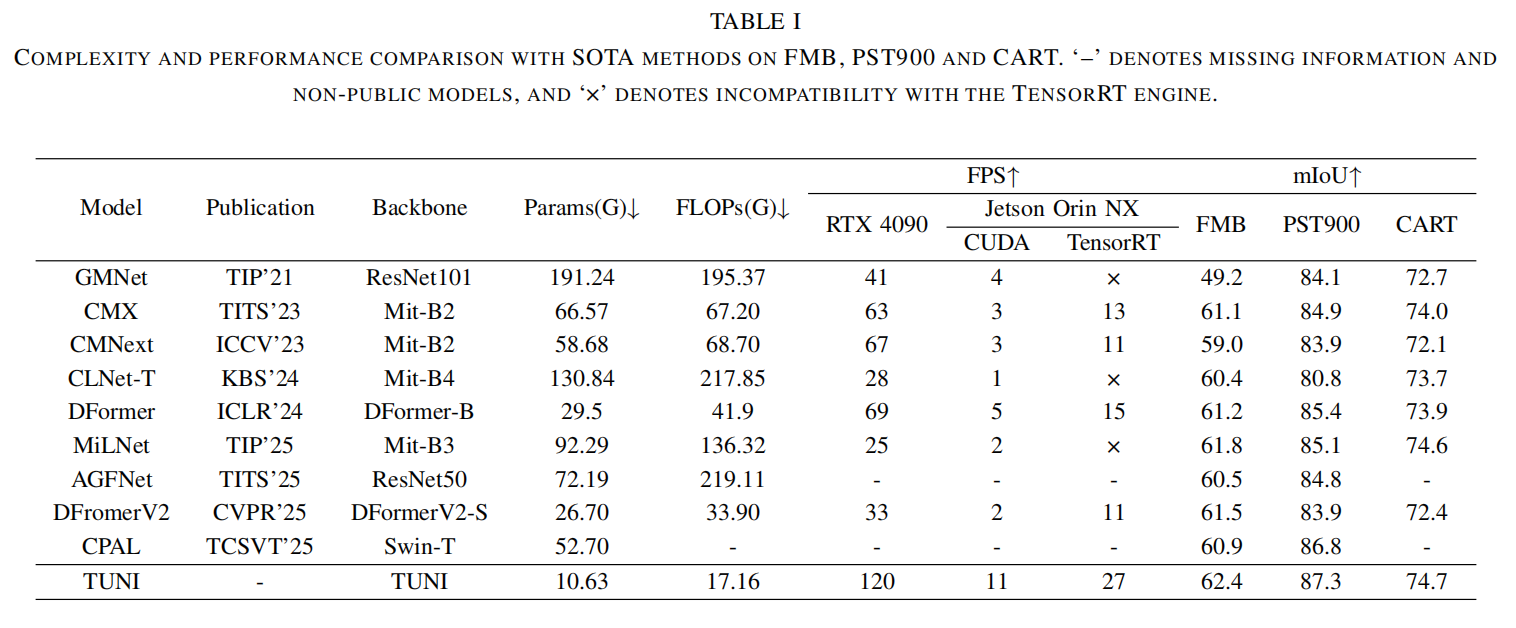 TABLE I
COMPLEXITY AND PERFORMANCE COMPARISON WITH SOTA METHODS ON FMB, PST900 AND CART. ‘–’ DENOTES MISSING INFORMATION AND
NON-PUBLIC MODELS, AND ‘×’ DENOTES INCOMPATIBILITY WITH THE TENSORRT ENGINE.
Model Publication Backbone Params(G)↓ FLOPs(G)↓ FPS↑ mIoU↑
RTX 4090 Jetson Orin NX FMB PST900 CART
CUDA TensorRT
GMNet TIP’21 ResNet101 191.24 195.37 41 4 × 49.2 84.1 72.7
CMX TITS’23 Mit-B2 66.57 67.20 63 3 13 61.1 84.9 74.0
CMNext ICCV’23 Mit-B2 58.68 68.70 67 3 11 59.0 83.9 72.1
CLNet-T KBS’24 Mit-B4 130.84 217.85 28 1 × 60.4 80.8 73.7
DFormer ICLR’24 DFormer-B 29.5 41.9 69 5 15 61.2 85.4 73.9
MiLNet TIP’25 Mit-B3 92.29 136.32 25 2 × 61.8 85.1 74.6
AGFNet TITS’25 ResNet50 72.19 219.11 - - - 60.5 84.8 -
DFromerV2 CVPR’25 DFormerV2-S 26.70 33.90 33 2 11 61.5 83.9 72.4
CPAL TCSVT’25 Swin-T 52.70 - - - - 60.9 86.8 -
TUNI - TUNI 10.63 17.16 120 11 27 62.4 87.3 74.7